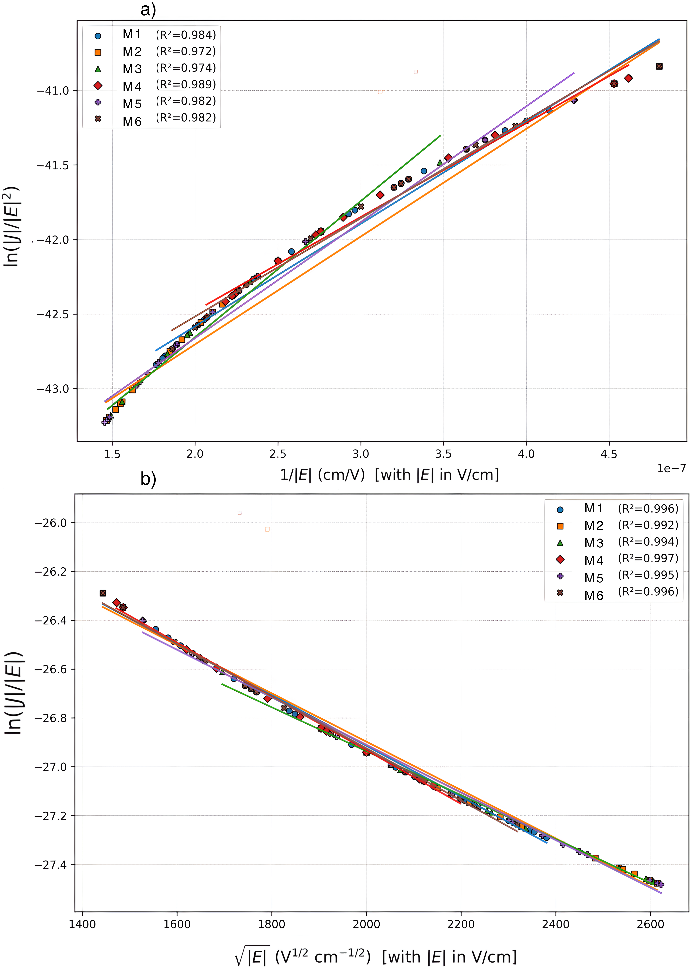 a)
M1 (R²=0.984)
M2 (R²=0.972)
M3 (R²=0.974)
M4 (R²=0.989)
M5 (R²=0.982)
M6 (R²=0.982)
−41.0
−41.5
−42.0
−42.5
−43.0
ln(|J|/|E|²)
1.5 2.0 2.5 3.0 3.5 4.0 4.5
1e−7
1/|E| (cm/V) [with |E| in V/cm]
b)
M1 (R²=0.996)
M2 (R²=0.992)
M3 (R²=0.994)
M4 (R²=0.997)
M5 (R²=0.995)
M6 (R²=0.996)
−26.0
−26.2
−26.4
−26.6
−26.8
−27.0
−27.2
−27.4
ln(|J|/|E|)
1400 1600 1800 2000 2200 2400 2600
√|E| (V¹ᐟ² cm⁻¹ᐟ²) [with |E| in V/cm]